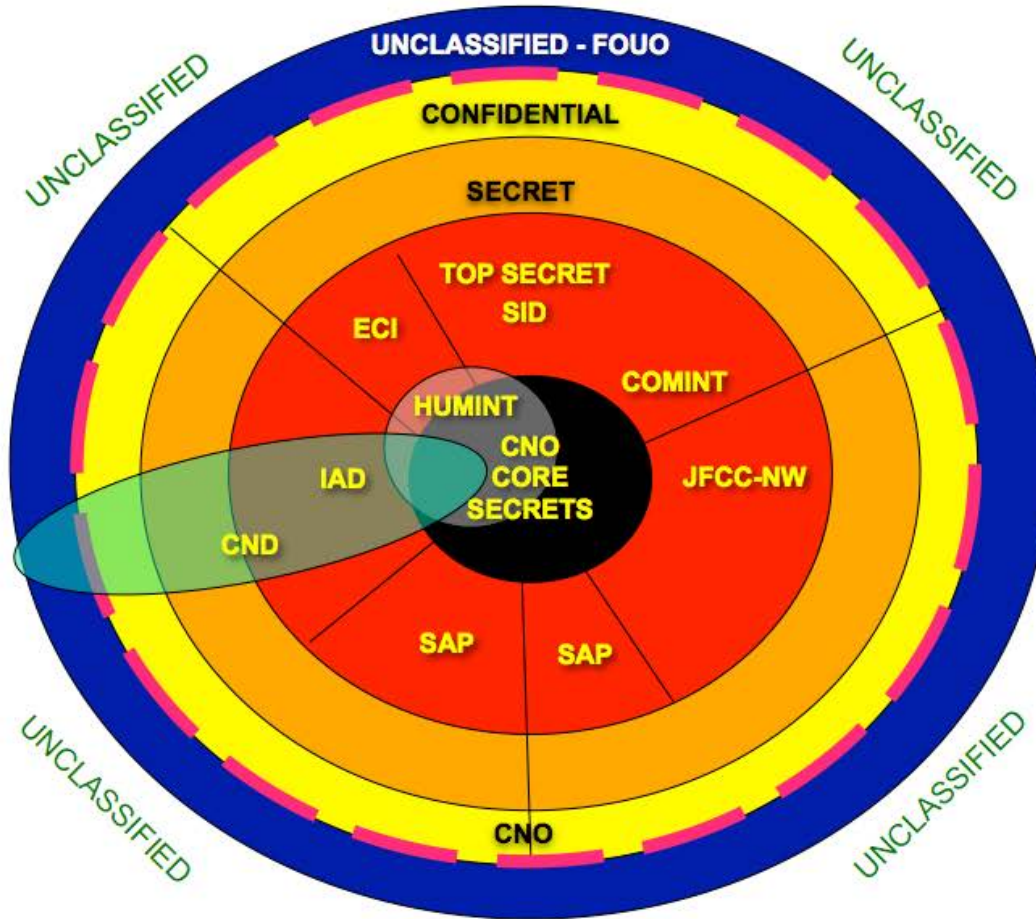 UNCLASSIFIED - FOUO
UNCLASSIFIED
UNCLASSIFIED
CONFIDENTIAL
SECRET
TOP SECRET
SID
ECI
COMINT
HUMINT
CNO
CORE
SECRETS
IAD
JFCC-NW
CND
SAP
SAP
UNCLASSIFIED
UNCLASSIFIED
CNO